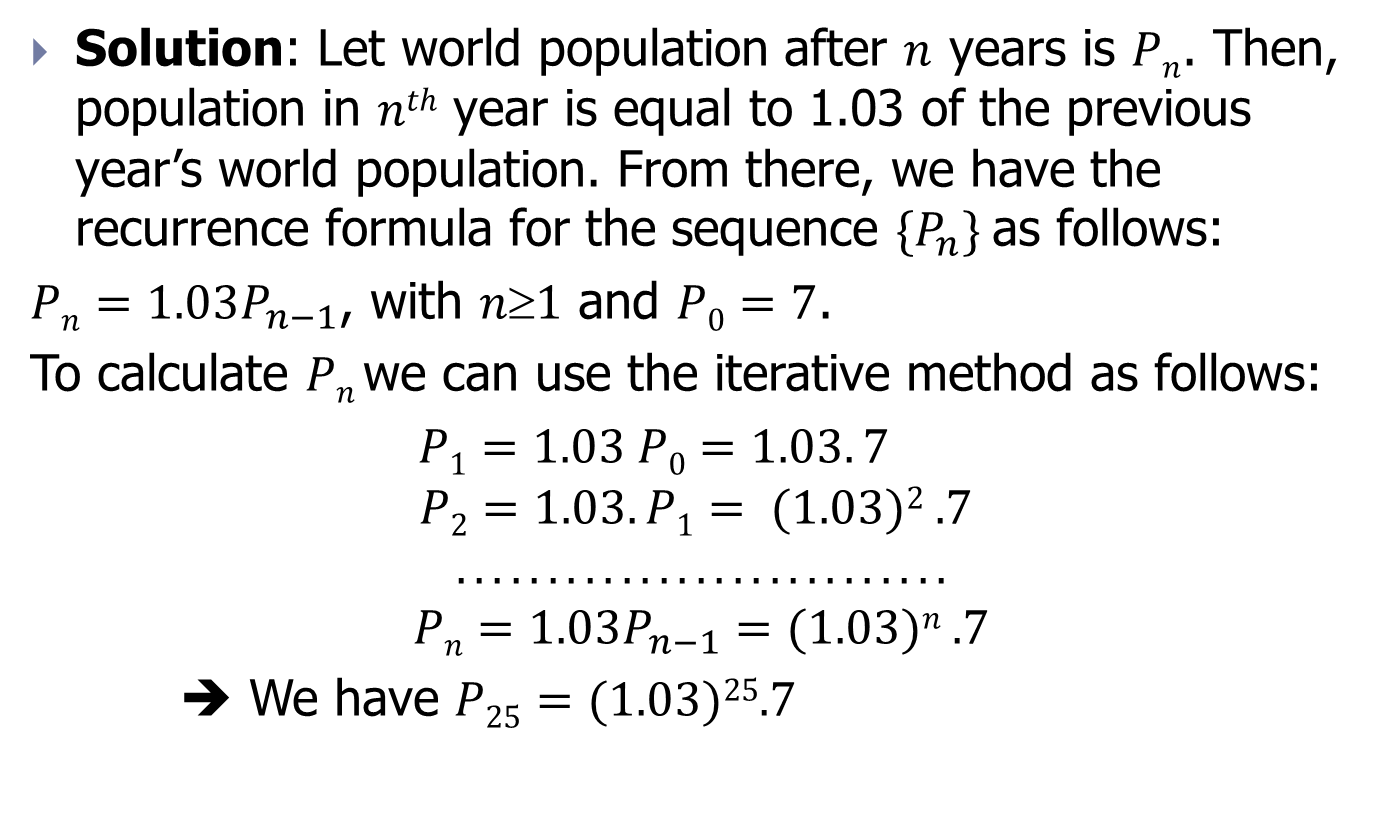 Solution: Let world population after n years is Pₙ. Then,
population in nᵗʰ year is equal to 1.03 of the previous
year’s world population. From there, we have the
recurrence formula for the sequence {Pₙ} as follows:
Pₙ = 1.03Pₙ₋₁, with n≥1 and P₀ = 7.
To calculate Pₙ we can use the iterative method as follows:
P₁ = 1.03 P₀ = 1.03. 7
P₂ = 1.03. P₁ = (1.03)² .7
...........................
Pₙ = 1.03Pₙ₋₁ = (1.03)ⁿ .7
➔ We have P₂₅ = (1.03)²⁵.7